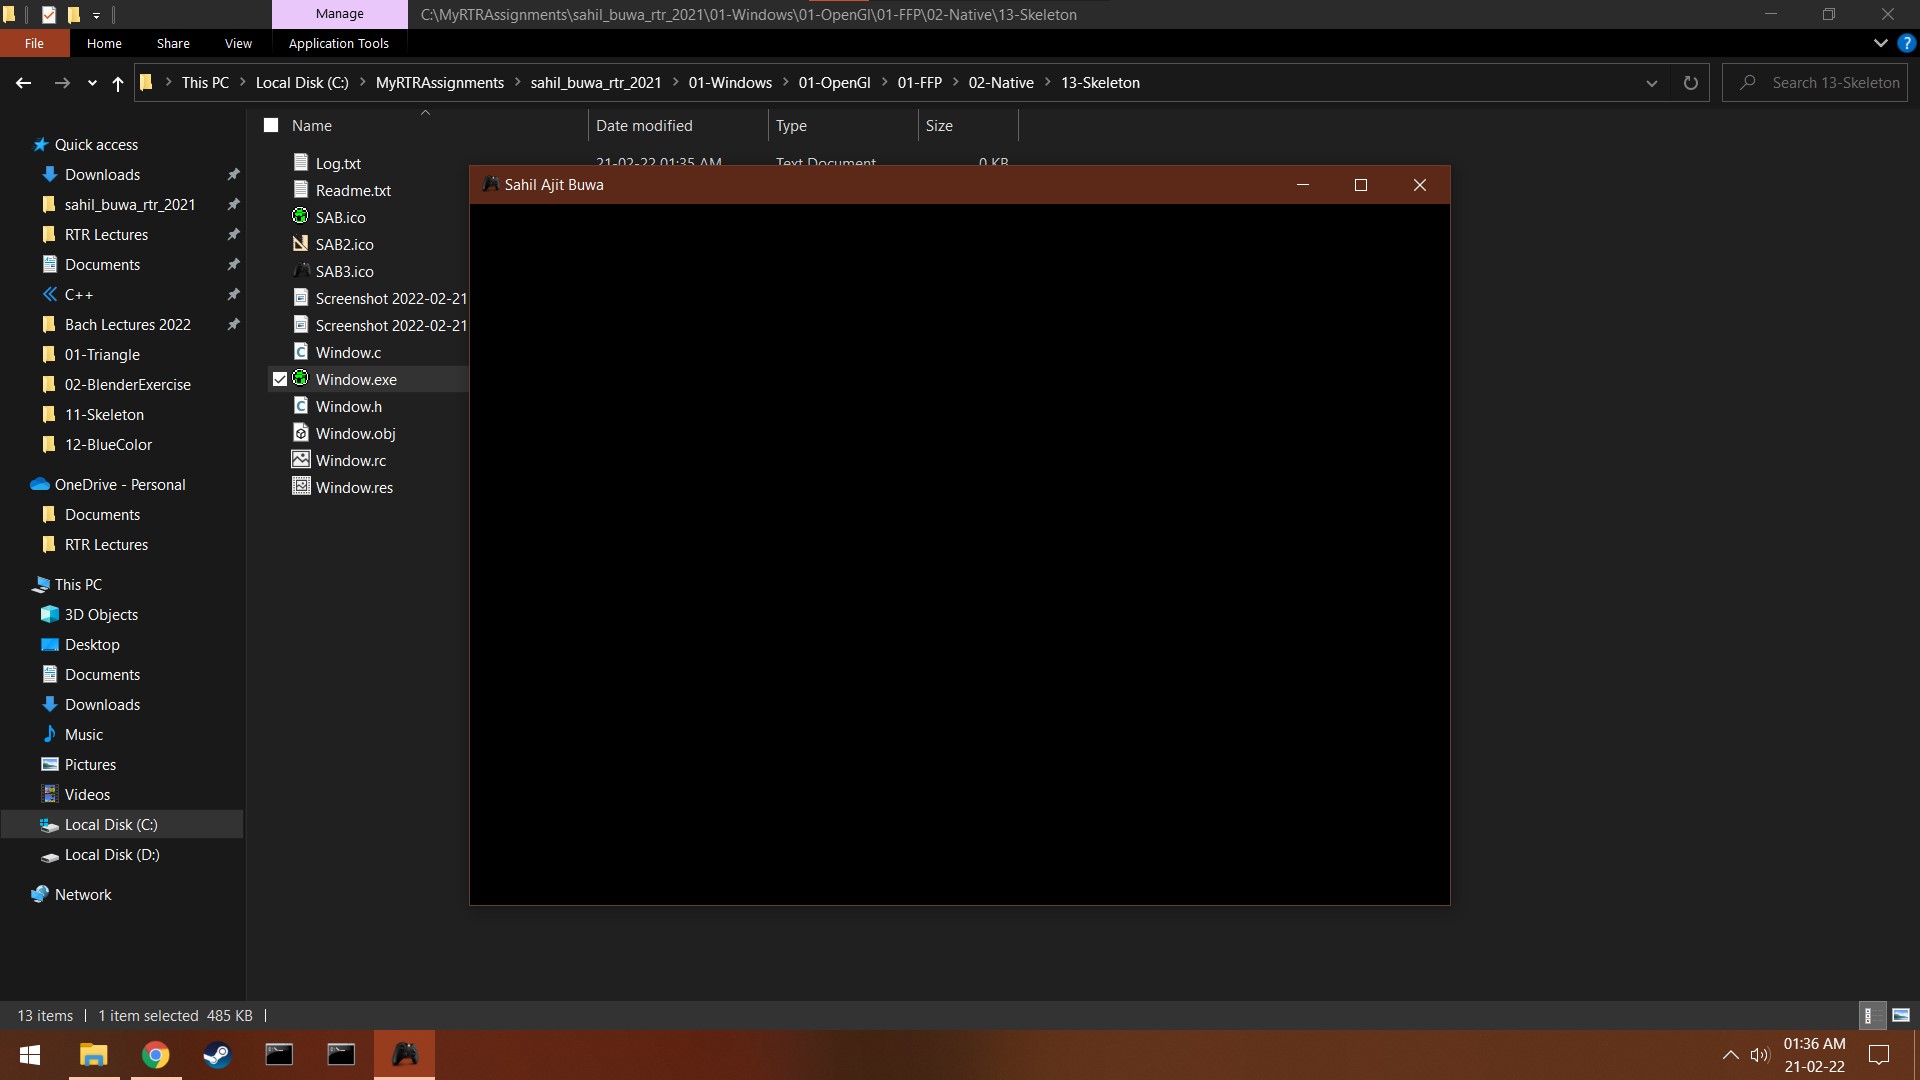 Manage
C:\MyRTRAssignments\sahil_buwa_rtr_2021\01-Windows\01-OpenGl\01-FFP\02-Native\13-Skeleton
File Home Share View Application Tools
This PC Local Disk (C:) MyRTRAssignments sahil_buwa_rtr_2021 01-Windows 01-OpenGl 01-FFP 02-Native 13-Skeleton
Search 13-Skeleton
Name Date modified Type Size
Quick access
Downloads
sahil_buwa_rtr_2021
RTR Lectures
Documents
C++
Bach Lectures 2022
01-Triangle
02-BlenderExercise
11-Skeleton
12-BlueColor
OneDrive - Personal
Documents
RTR Lectures
This PC
3D Objects
Desktop
Documents
Downloads
Music
Pictures
Videos
Local Disk (C:)
Local Disk (D:)
Network
Log.txt 21-02-22 01:35 AM Text Document 0 KB
Readme.txt
SAB.ico
SAB2.ico
SAB3.ico
Screenshot 2022-02-21
Screenshot 2022-02-21
Window.c
Window.exe
Window.h
Window.obj
Window.rc
Window.res
Sahil Ajit Buwa
13 items 1 item selected 485 KB
01:36 AM
21-02-22